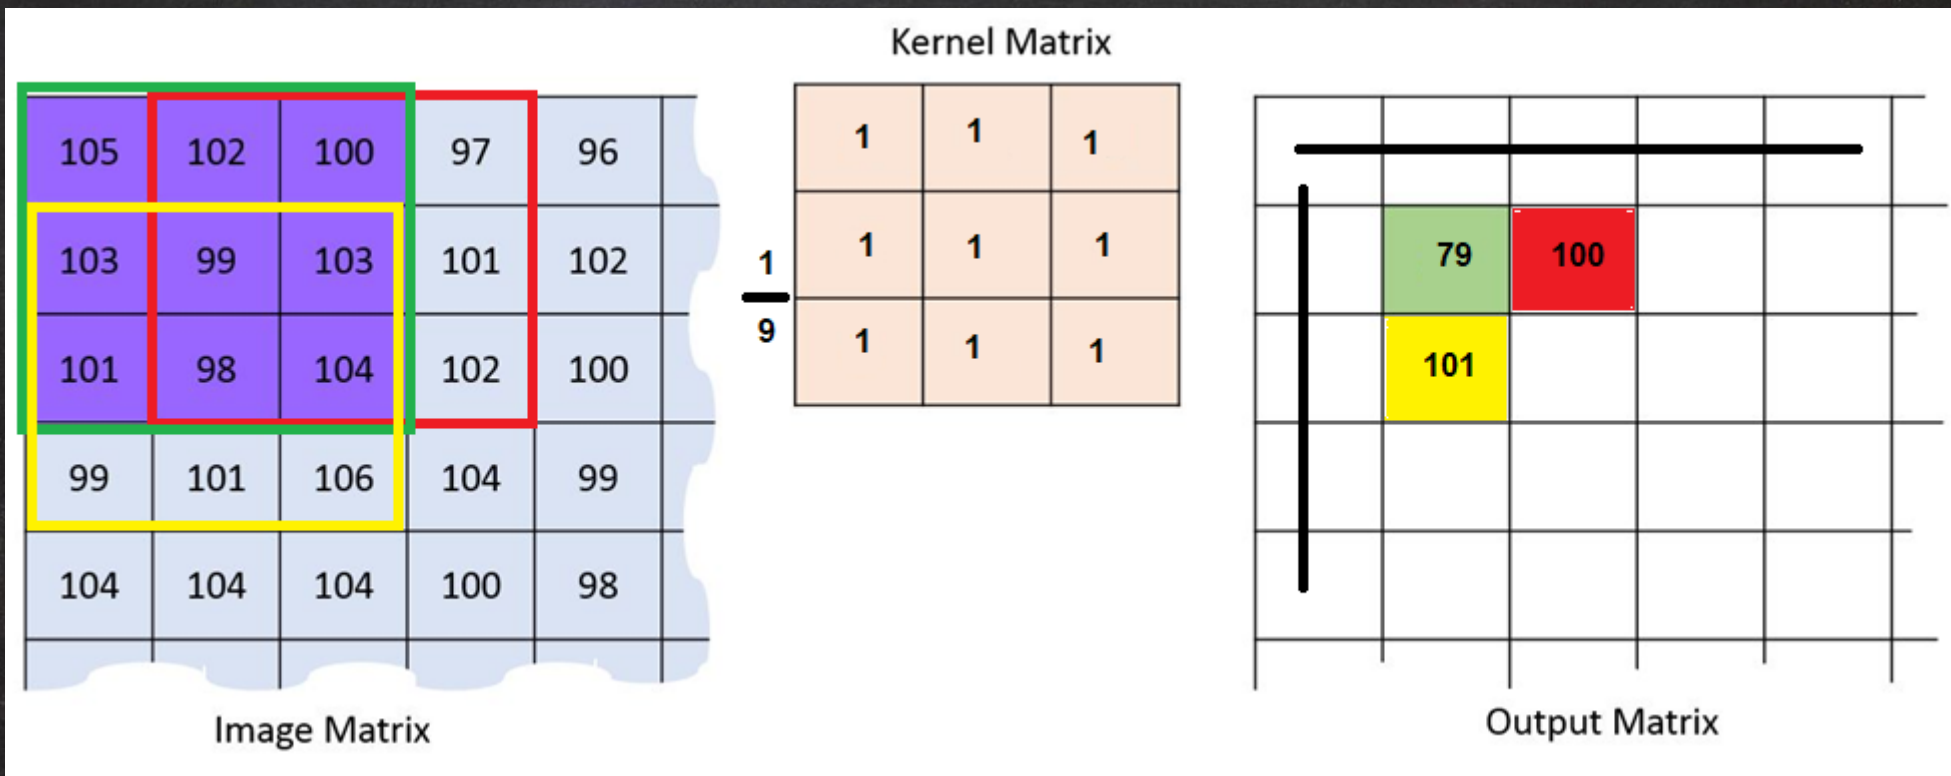 Kernel Matrix
105 102 100 97 96
103 99 103 101 102
101 98 104 102 100
99 101 106 104 99
104 104 104 100 98
Image Matrix
1
9
1 1 1
1 1 1
1 1 1
79 100
101
Output Matrix